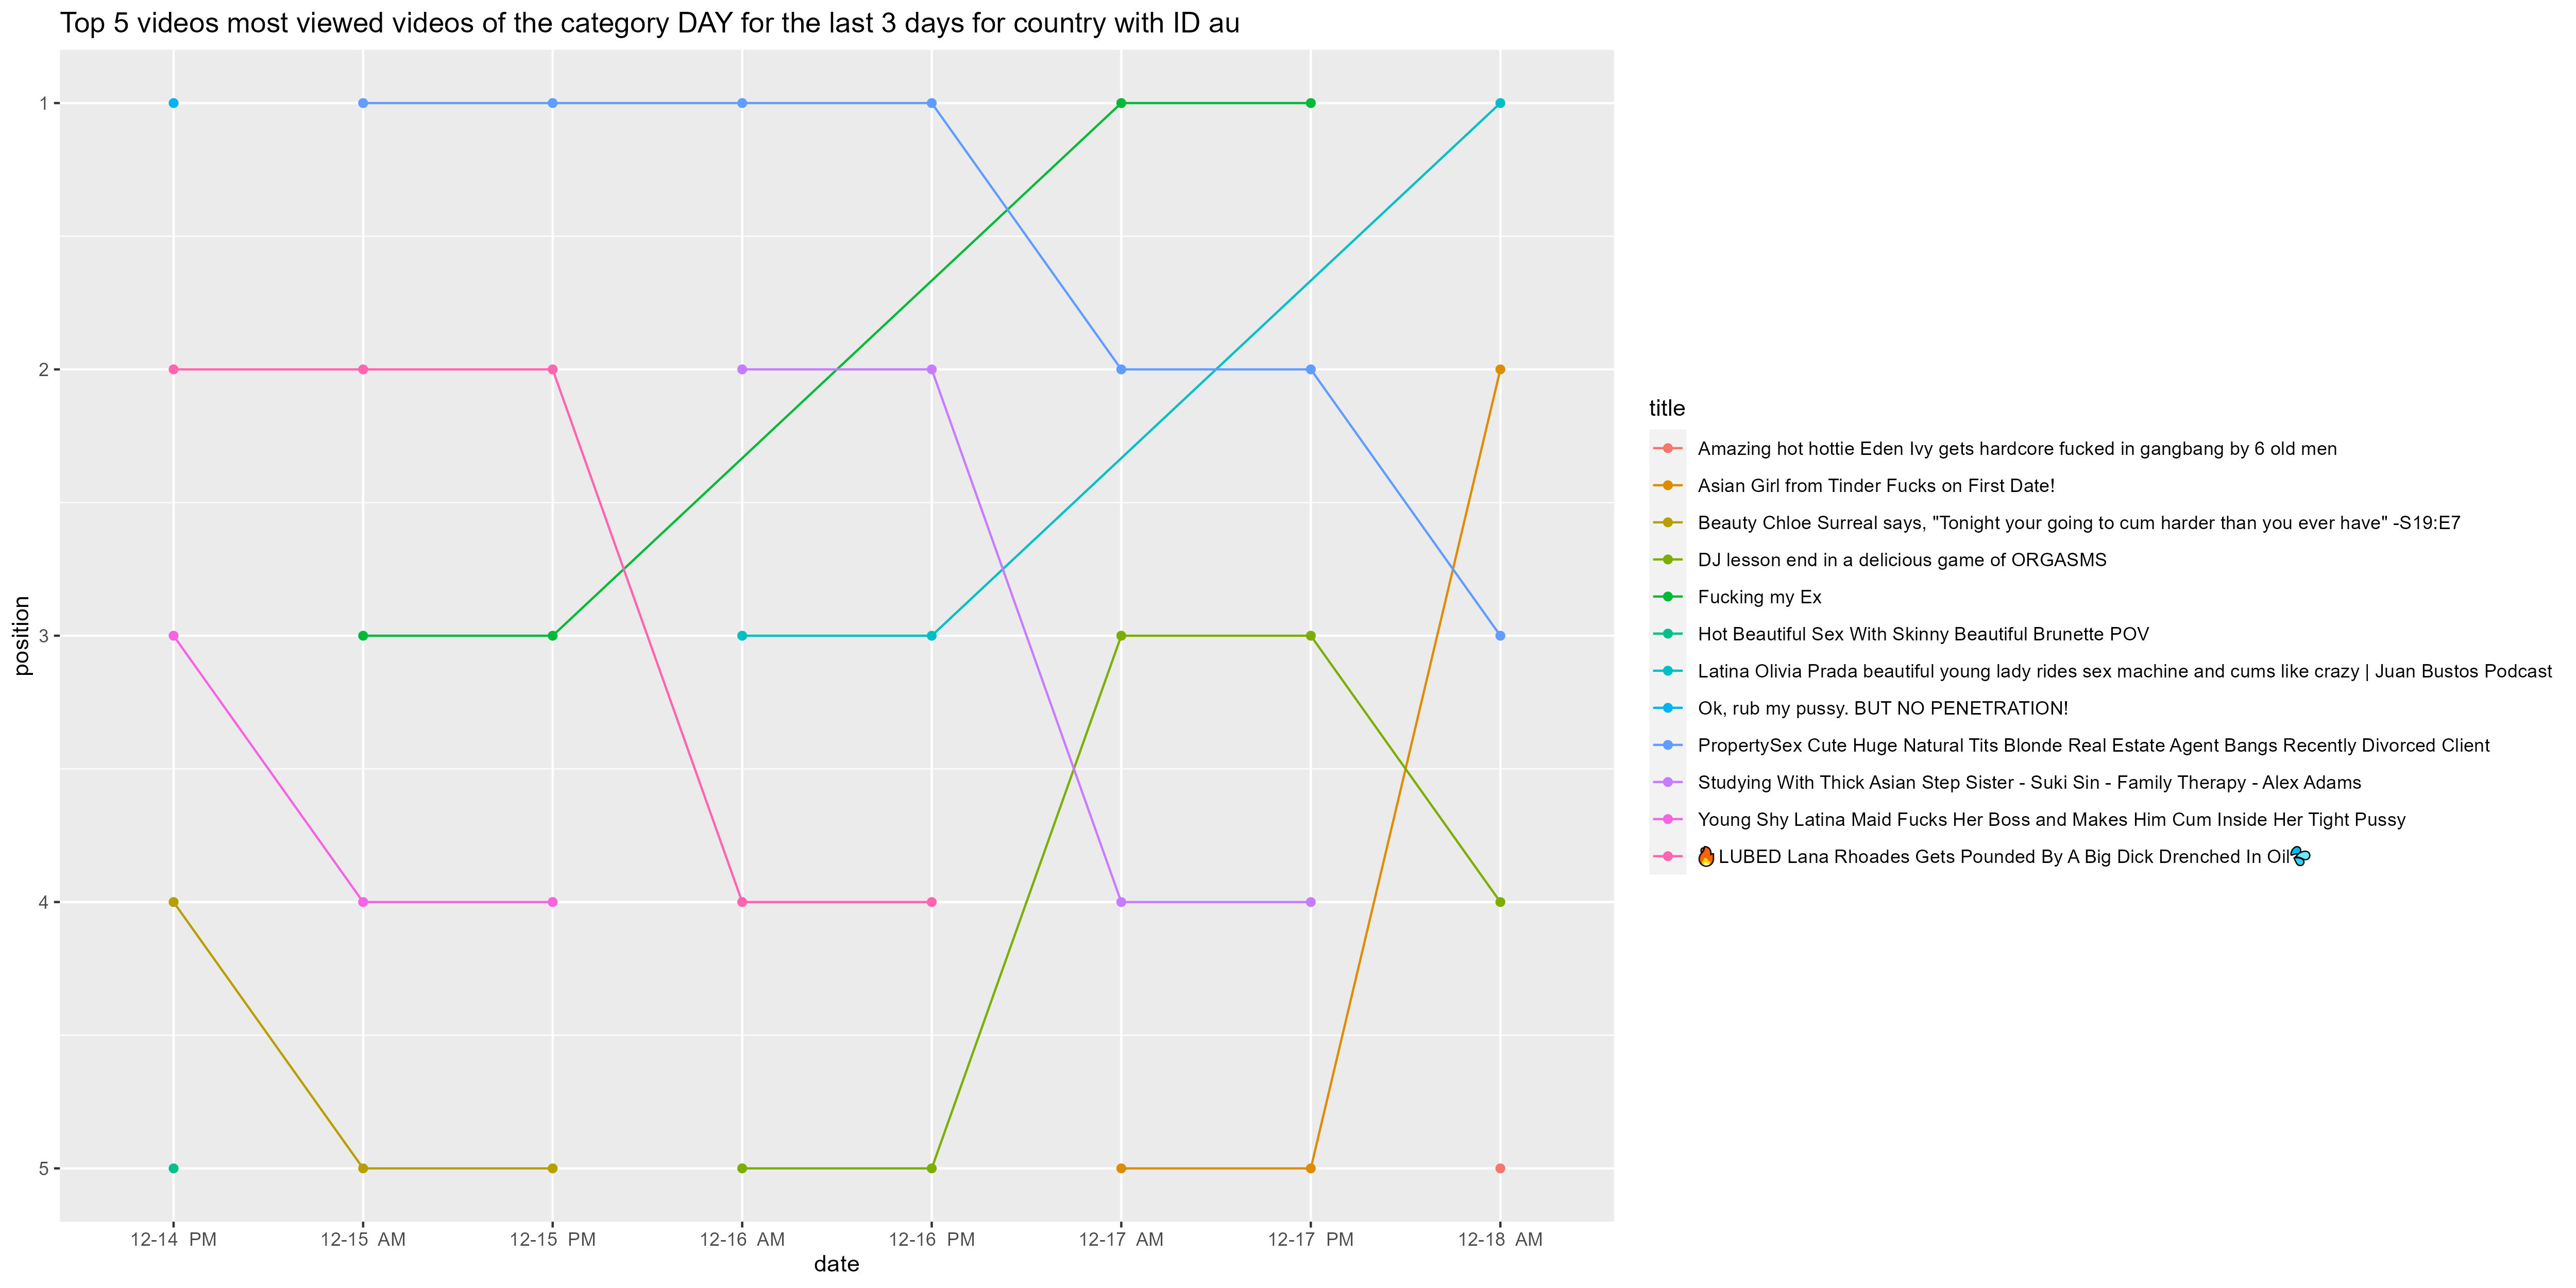 Top 5 videos most viewed videos of the category DAY for the last 3 days for country with ID au
position
1
2
3
4
5
12-14 PM
12-15 AM
12-15 PM
12-16 AM
12-16 PM
12-17 AM
12-17 PM
12-18 AM
date
title
Amazing hot hottie Eden Ivy gets hardcore fucked in gangbang by 6 old men
Asian Girl from Tinder Fucks on First Date!
Beauty Chloe Surreal says, "Tonight your going to cum harder than you ever have" -S19:E7
DJ lesson end in a delicious game of ORGASMS
Fucking my Ex
Hot Beautiful Sex With Skinny Beautiful Brunette POV
Latina Olivia Prada beautiful young lady rides sex machine and cums like crazy | Juan Bustos Podcast
Ok, rub my pussy. BUT NO PENETRATION!
PropertySex Cute Huge Natural Tits Blonde Real Estate Agent Bangs Recently Divorced Client
Studying With Thick Asian Step Sister - Suki Sin - Family Therapy - Alex Adams
Young Shy Latina Maid Fucks Her Boss and Makes Him Cum Inside Her Tight Pussy
🔥LUBED Lana Rhoades Gets Pounded By A Big Dick Drenched In Oil💦